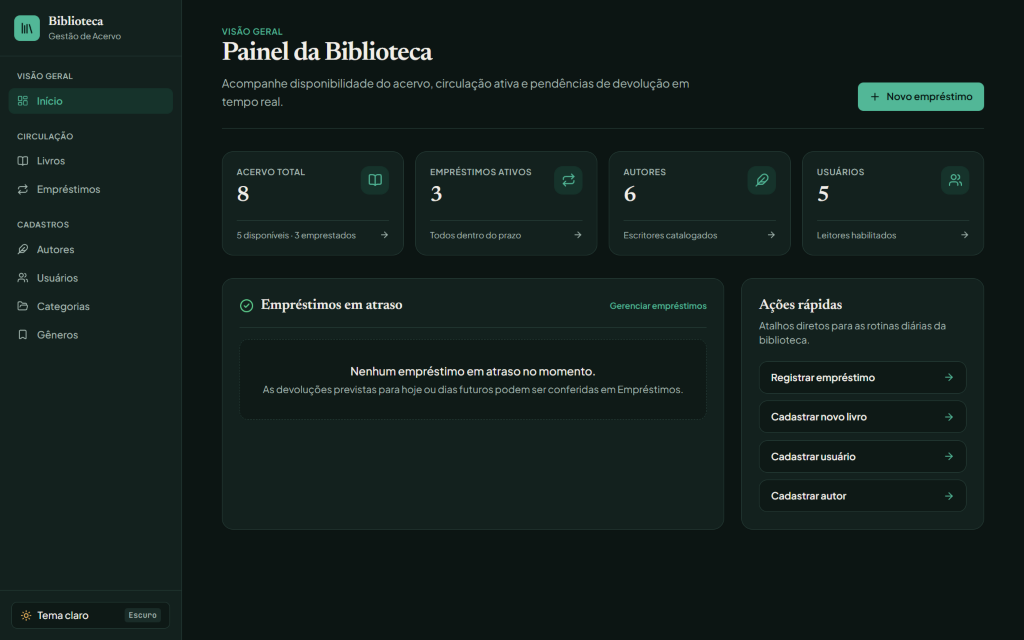 Biblioteca
Gestão de Acervo
VISÃO GERAL
Início
CIRCULAÇÃO
Livros
Empréstimos
CADASTROS
Autores
Usuários
Categorias
Gêneros
Tema claro
Escuro
VISÃO GERAL
Painel da Biblioteca
Acompanhe disponibilidade do acervo, circulação ativa e pendências de devolução em
tempo real.
+ Novo empréstimo
ACERVO TOTAL
8
5 disponíveis · 3 emprestados
EMPRÉSTIMOS ATIVOS
3
Todos dentro do prazo
AUTORES
6
Escritores catalogados
USUÁRIOS
5
Leitores habilitados
Empréstimos em atraso
Gerenciar empréstimos
Nenhum empréstimo em atraso no momento.
As devoluções previstas para hoje ou dias futuros podem ser conferidas em Empréstimos.
Ações rápidas
Atalhos diretos para as rotinas diárias da
biblioteca.
Registrar empréstimo
Cadastrar novo livro
Cadastrar usuário
Cadastrar autor